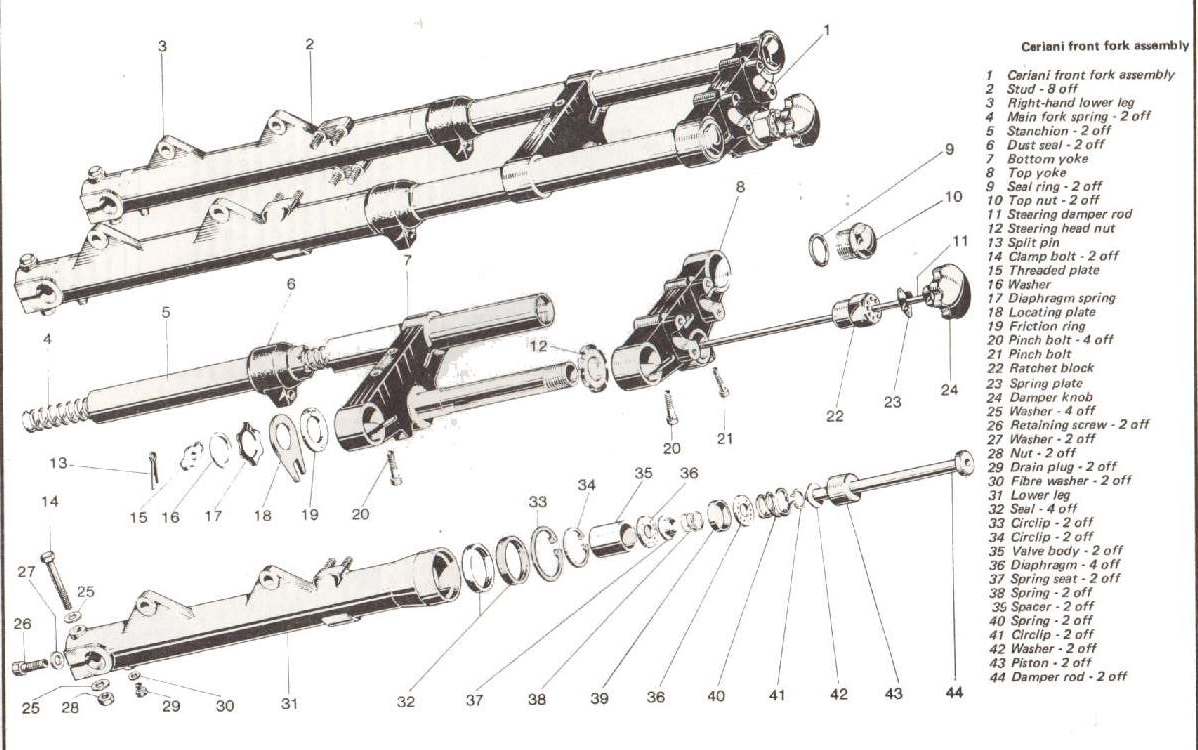 3
2
1
Ceriani front fork assembly
1 Ceriani front fork assembly
2 Stud - 8 off
3 Right-hand lower leg
4 Main fork spring - 2 off
5 Stanchion - 2 off
6 Dust seal - 2 off
7 Bottom yoke
8 Top yoke
9 Seal ring - 2 off
10 Top nut - 2 off
11 Steering damper rod
12 Steering head nut
13 Split pin
14 Clamp bolt - 2 off
15 Threaded plate
16 Washer
17 Diaphragm spring
18 Locating plate
19 Friction ring
20 Pinch bolt - 4 off
21 Pinch bolt
22 Ratchet block
23 Spring plate
24 Damper knob
25 Washer - 4 off
26 Retaining screw - 2 off
27 Washer - 2 off
28 Nut - 2 off
29 Drain plug - 2 off
30 Fibre washer - 2 off
31 Lower leg
32 Seal - 4 off
33 Circlip - 2 off
34 Circlip - 2 off
35 Valve body - 2 off
36 Diaphragm - 4 off
37 Spring seat - 2 off
38 Spring - 2 off
39 Spacer - 2 off
40 Spring - 2 off
41 Circlip - 2 off
42 Washer - 2 off
43 Piston - 2 off
44 Damper rod - 2 off
9
8
10
11
7
6
5
4
12
24
23
22
21
20
13
15
16
17
18
19
20
14
33
34
35
36
27
25
26
25
28
29
30
31
32
37
38
39
36
40
41
42
43
44